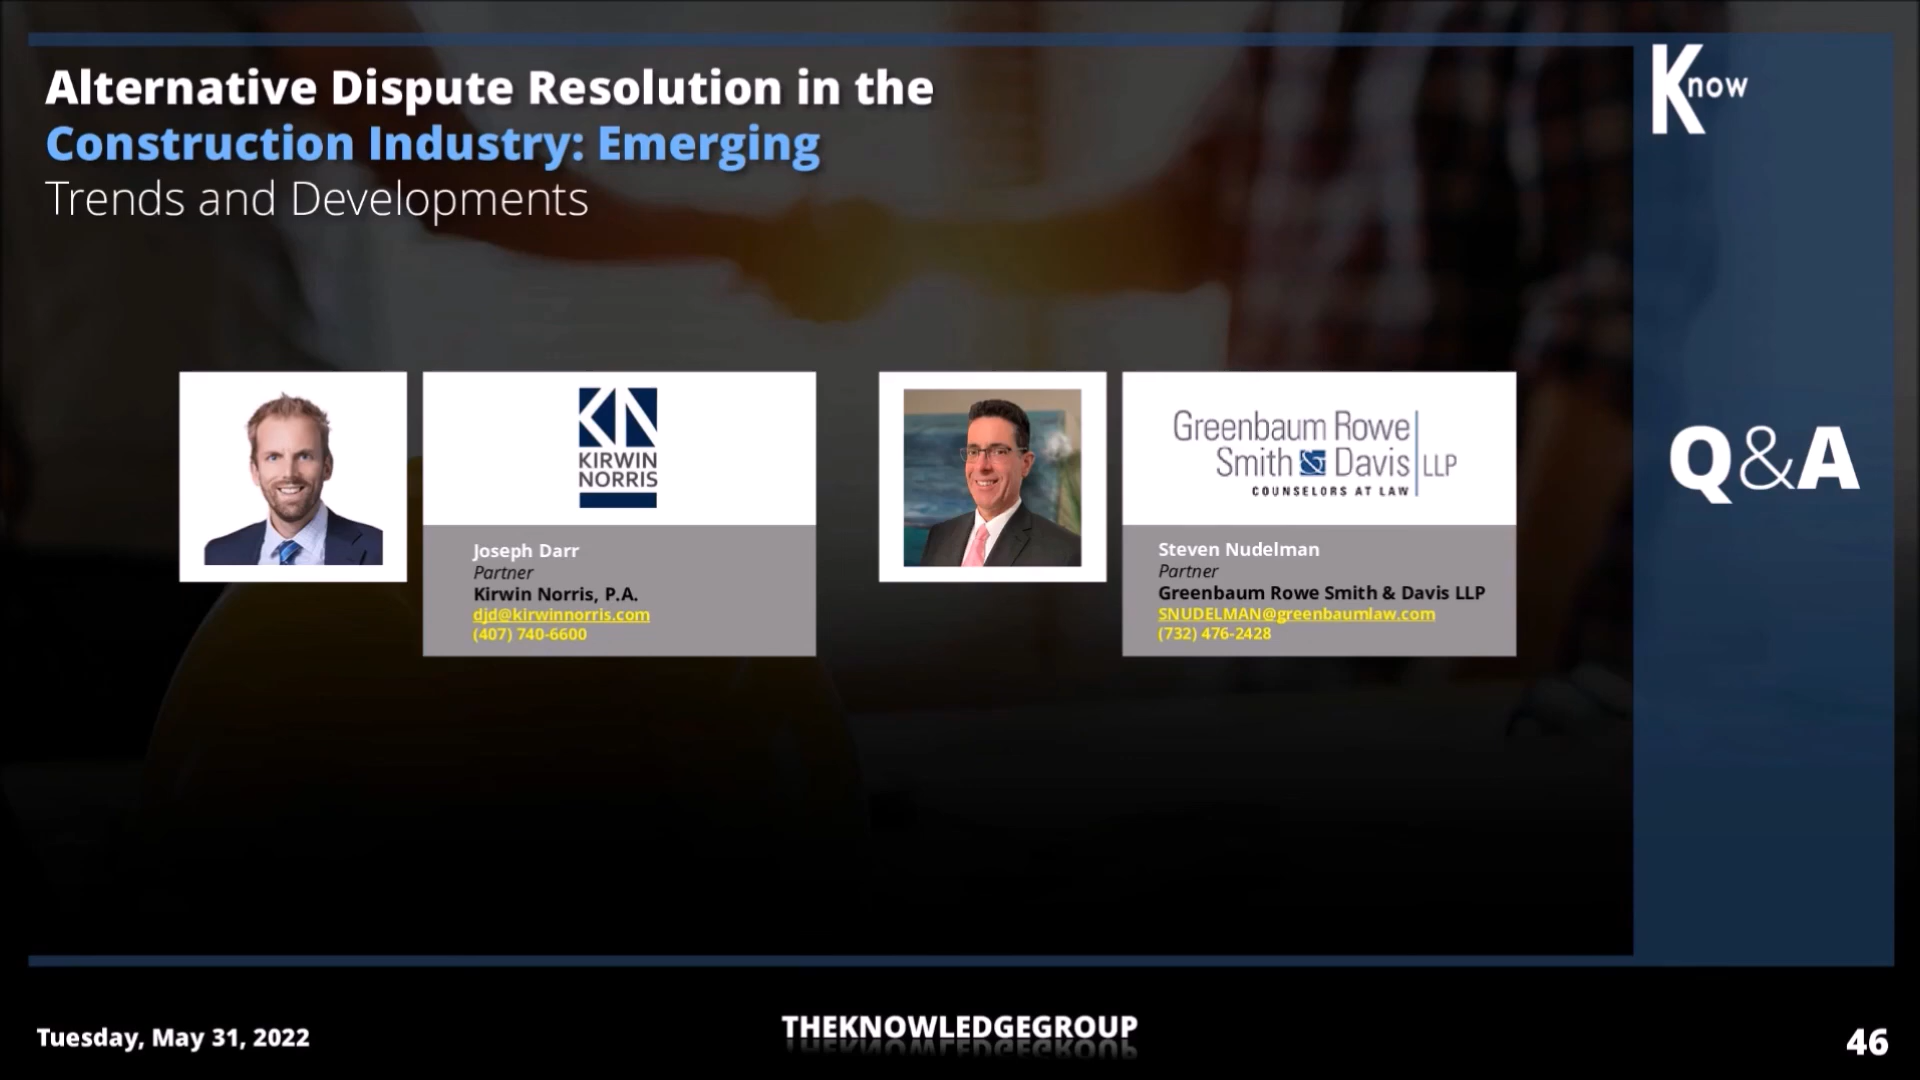 Alternative Dispute Resolution in the
Construction Industry: Emerging
Trends and Developments
Know
Q&A
KN
KIRWIN
NORRIS
Joseph Darr
Partner
Kirwin Norris, P.A.
djd@kirwinnorris.com
(407) 740-6600
Greenbaum Rowe
Smith & Davis LLP
COUNSELORS AT LAW
Steven Nudelman
Partner
Greenbaum Rowe Smith & Davis LLP
SNUDELMAN@greenbaumlaw.com
(732) 476-2428
Tuesday, May 31, 2022
THEKNOWLEDGEGROUP
46